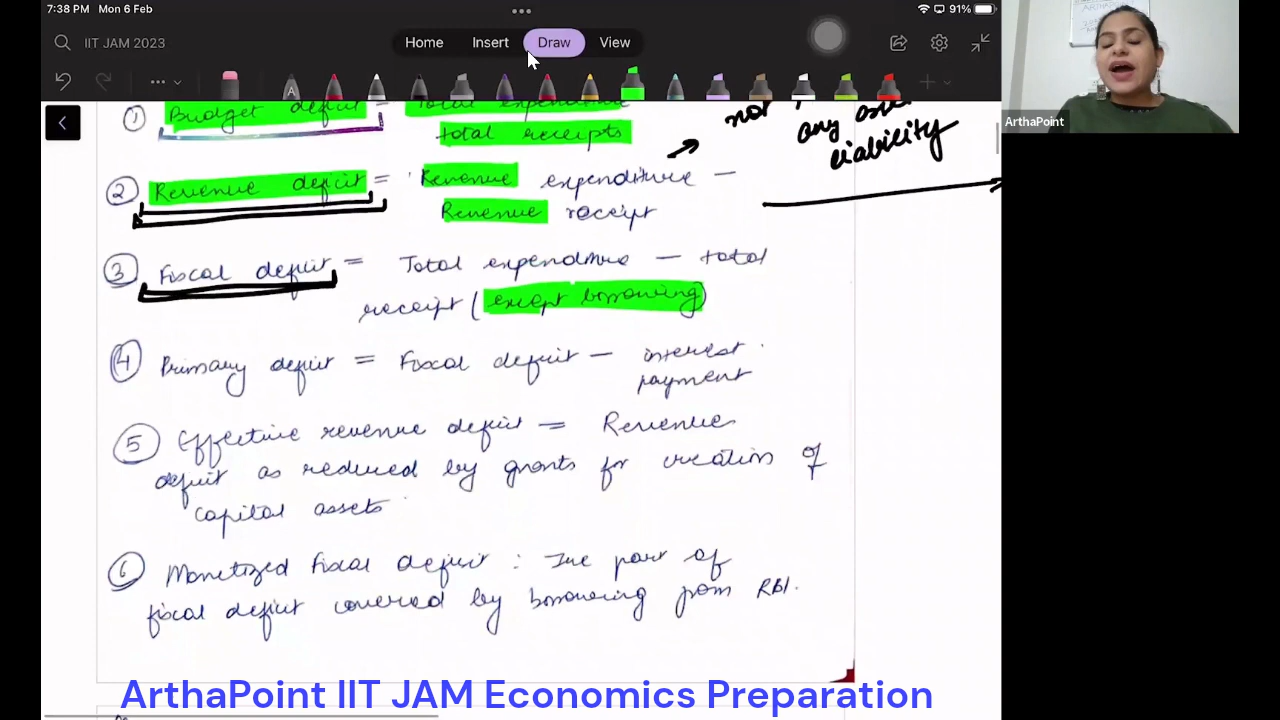 7:38 PM Mon 6 Feb
91%
IIT JAM 2023
Home Insert Draw View
A
① Budget deficit = Total expenditure
total receipts
not any
liability
② Revenue deficit = Revenue expenditure —
Revenue receipt
③ Fiscal deficit = Total expenditure — total
receipt (except borrowing)
④ Primary deficit = Fiscal deficit — interest
payment
⑤ Effective revenue deficit = Revenue
deficit as reduced by grants for creation of
capital assets
⑥ Monetized fiscal deficit : The part of
fiscal deficit covered by borrowing from RBI.
ArthaPoint
ArthaPoint IIT JAM Economics Preparation